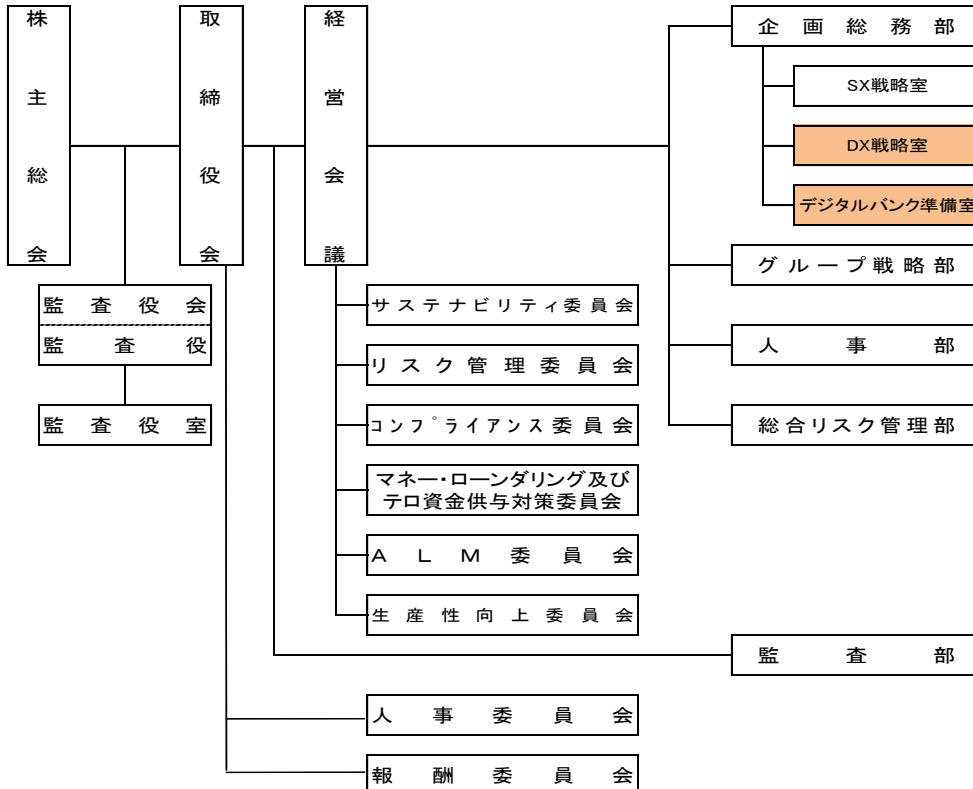 株主総会
取締役会
経営会議
企画総務部
SX戦略室
DX戦略室
デジタルバンク準備室
グループ戦略部
人事部
総合リスク管理部
監査役会
監査役
監査役室
サステナビリティ委員会
リスク管理委員会
コンプライアンス委員会
マネー・ローンダリング及び
テロ資金供与対策委員会
ALM委員会
生産性向上委員会
監査部
人事委員会
報酬委員会